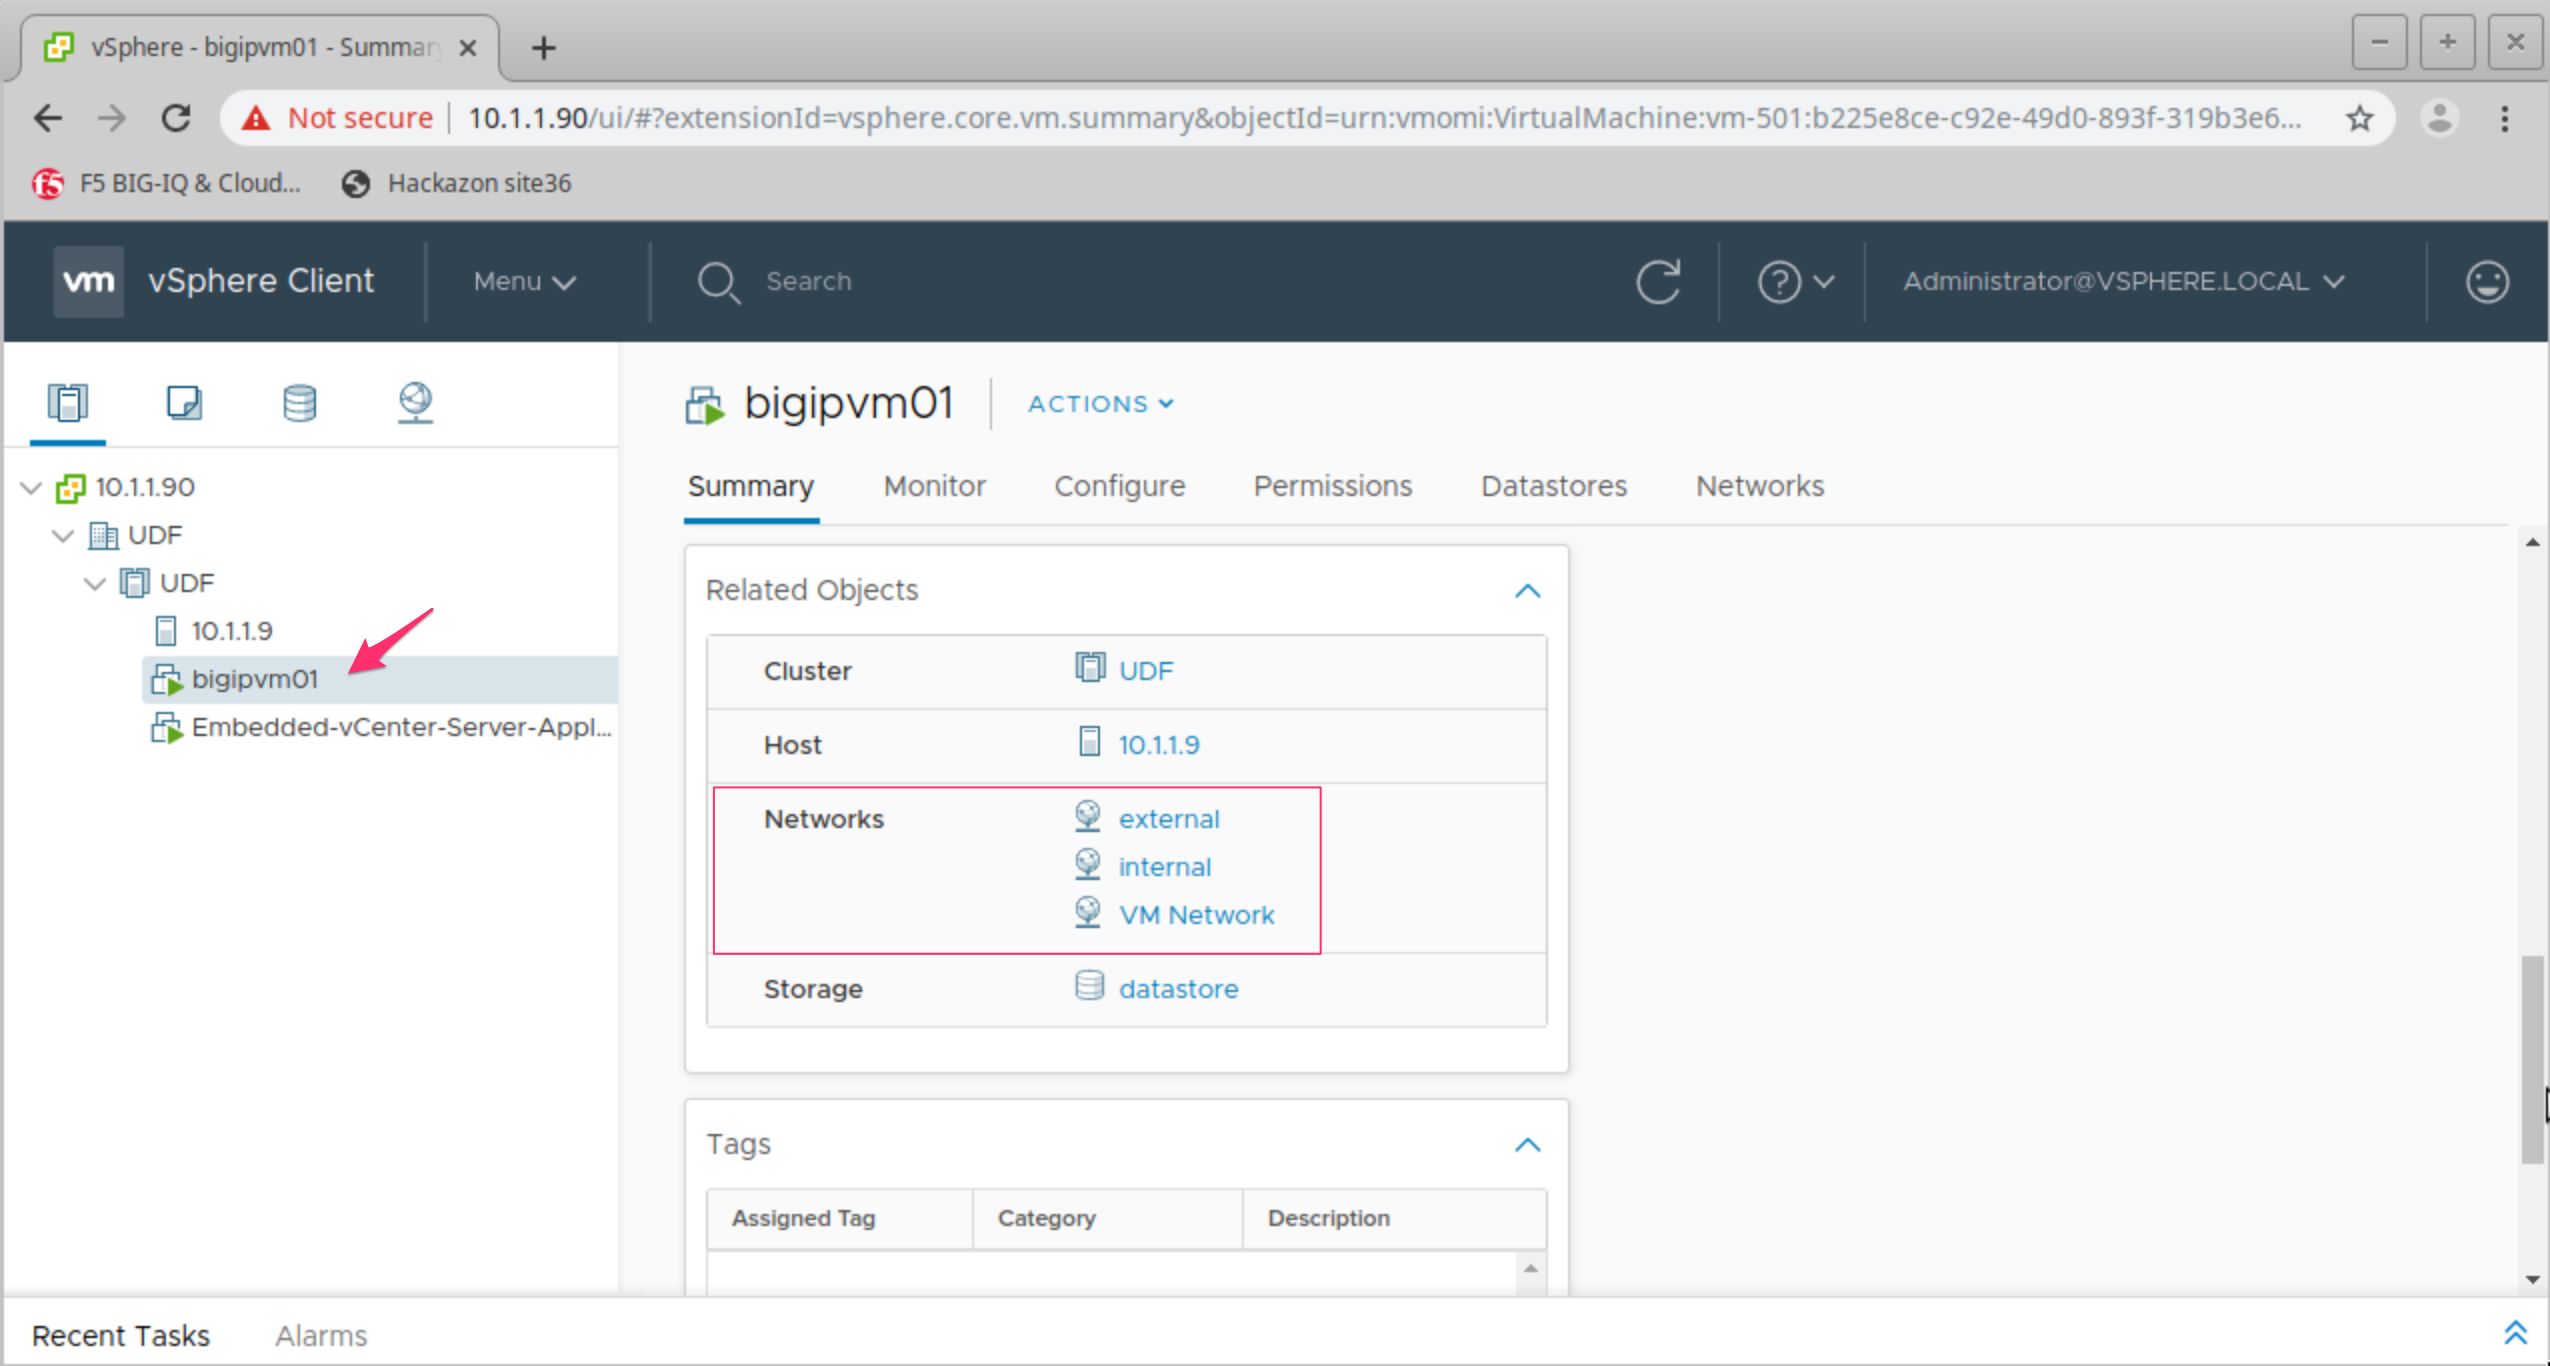 vSphere - bigipvm01 - Summar
Not secure
10.1.1.90/ui/#?extensionId=vsphere.core.vm.summary&objectId=urn:vmomi:VirtualMachine:vm-501:b225e8ce-c92e-49d0-893f-319b3e6...
F5 BIG-IQ & Cloud... Hackazon site36
vm vSphere Client Menu Search Administrator@VSPHERE.LOCAL
bigipvm01 ACTIONS
Summary Monitor Configure Permissions Datastores Networks
10.1.1.90
UDF
UDF
10.1.1.9
bigipvm01
Embedded-vCenter-Server-Appl...
Related Objects
Cluster UDF
Host 10.1.1.9
Networks external
internal
VM Network
Storage datastore
Tags
Assigned Tag Category Description
Recent Tasks Alarms